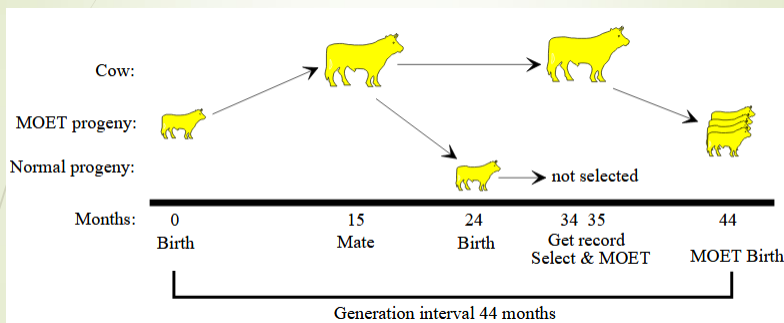 Cow:
MOET progeny:
Normal progeny:
not selected
Months: 0 15 24 34 35 44
Birth Mate Birth Get record
Select & MOET MOET Birth
Generation interval 44 months